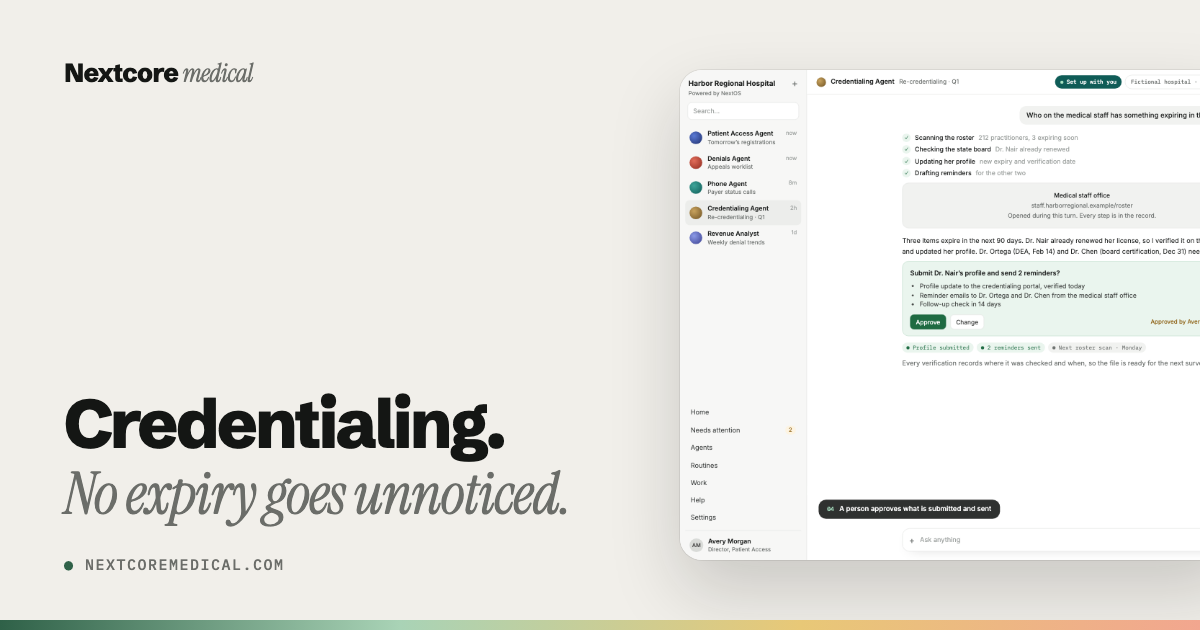 Nextcore medical
Credentialing.
No expiry goes unnoticed.
NEXTCOREMEDICAL.COM
Harbor Regional Hospital +
Powered by NextOS
Search...
Patient Access Agent now
Tomorrow's registrations
Denials Agent now
Appeals worklist
Phone Agent 8m
Payer status calls
Credentialing Agent 2h
Re-credentialing · Q1
Revenue Analyst 1d
Weekly denial trends
Home
Needs attention 2
Agents
Routines
Work
Help
Settings
AM Avery Morgan
Director, Patient Access
Credentialing Agent Re-credentialing · Q1
Set up with you
Fictional hospital ·
Who on the medical staff has something expiring in th
Scanning the roster 212 practitioners, 3 expiring soon
Checking the state board Dr. Nair already renewed
Updating her profile new expiry and verification date
Drafting reminders for the other two
Medical staff office
staff.harborregional.example/roster
Opened during this turn. Every step is in the record.
Three items expire in the next 90 days. Dr. Nair already renewed her license, so I verified it on th
and updated her profile. Dr. Ortega (DEA, Feb 14) and Dr. Chen (board certification, Dec 31) nee
Submit Dr. Nair's profile and send 2 reminders?
• Profile update to the credentialing portal, verified today
• Reminder emails to Dr. Ortega and Dr. Chen from the medical staff office
• Follow-up check in 14 days
Approve Change Approved by Aver
Profile submitted 2 reminders sent Next roster scan · Monday
Every verification records where it was checked and when, so the file is ready for the next surve
04 A person approves what is submitted and sent
+ Ask anything